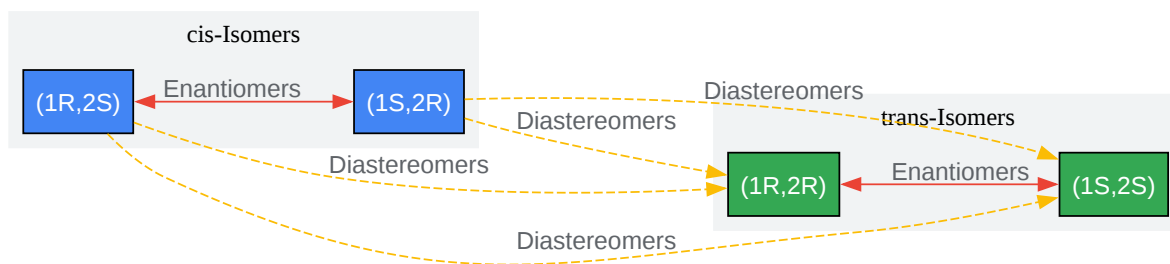 cis-Isomers
(1R,2S)
Enantiomers
(1S,2R)
Diastereomers
Diastereomers
Diastereomers
Diastereomers
trans-Isomers
(1R,2R)
Enantiomers
(1S,2S)